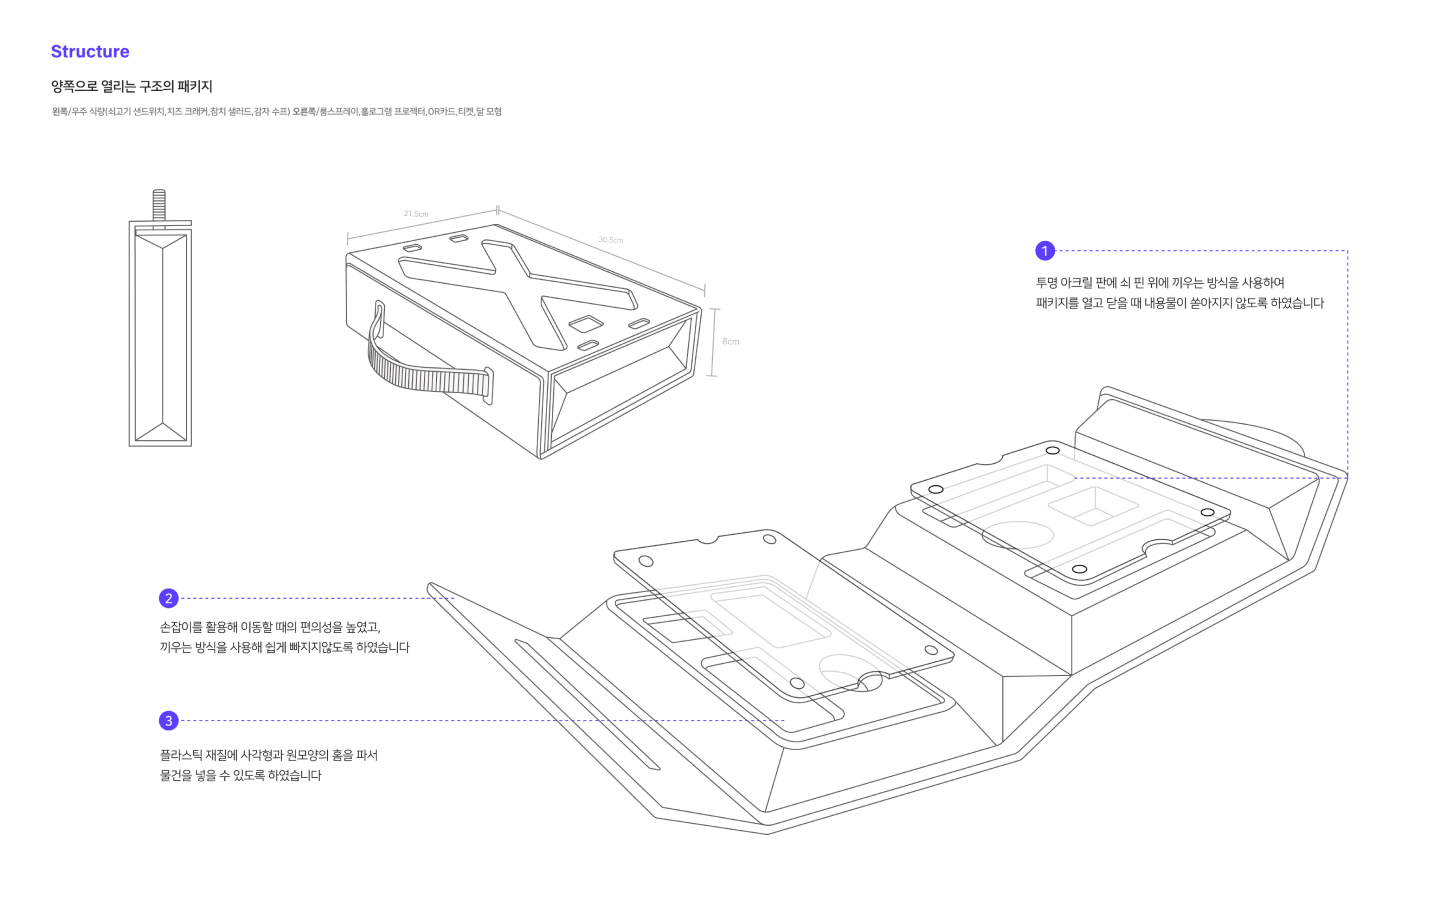 Structure
양쪽으로 열리는 구조의 패키지
왼쪽/우주 식량(쇠고기 샌드위치,치즈 크래커,참치 샐러드,감자 수프) 오른쪽/룸스프레이,홀로그램 프로젝터,QR카드,티켓,달 모형
21.5cm
30.5cm
8cm
1
투명 아크릴 판에 쇠 핀 위에 끼우는 방식을 사용하여
패키지를 열고 닫을 때 내용물이 쏟아지지 않도록 하였습니다
2
손잡이를 활용해 이동할 때의 편의성을 높였고,
끼우는 방식을 사용해 쉽게 빠지지않도록 하였습니다
3
플라스틱 재질에 사각형과 원모양의 홈을 파서
물건을 넣을 수 있도록 하였습니다